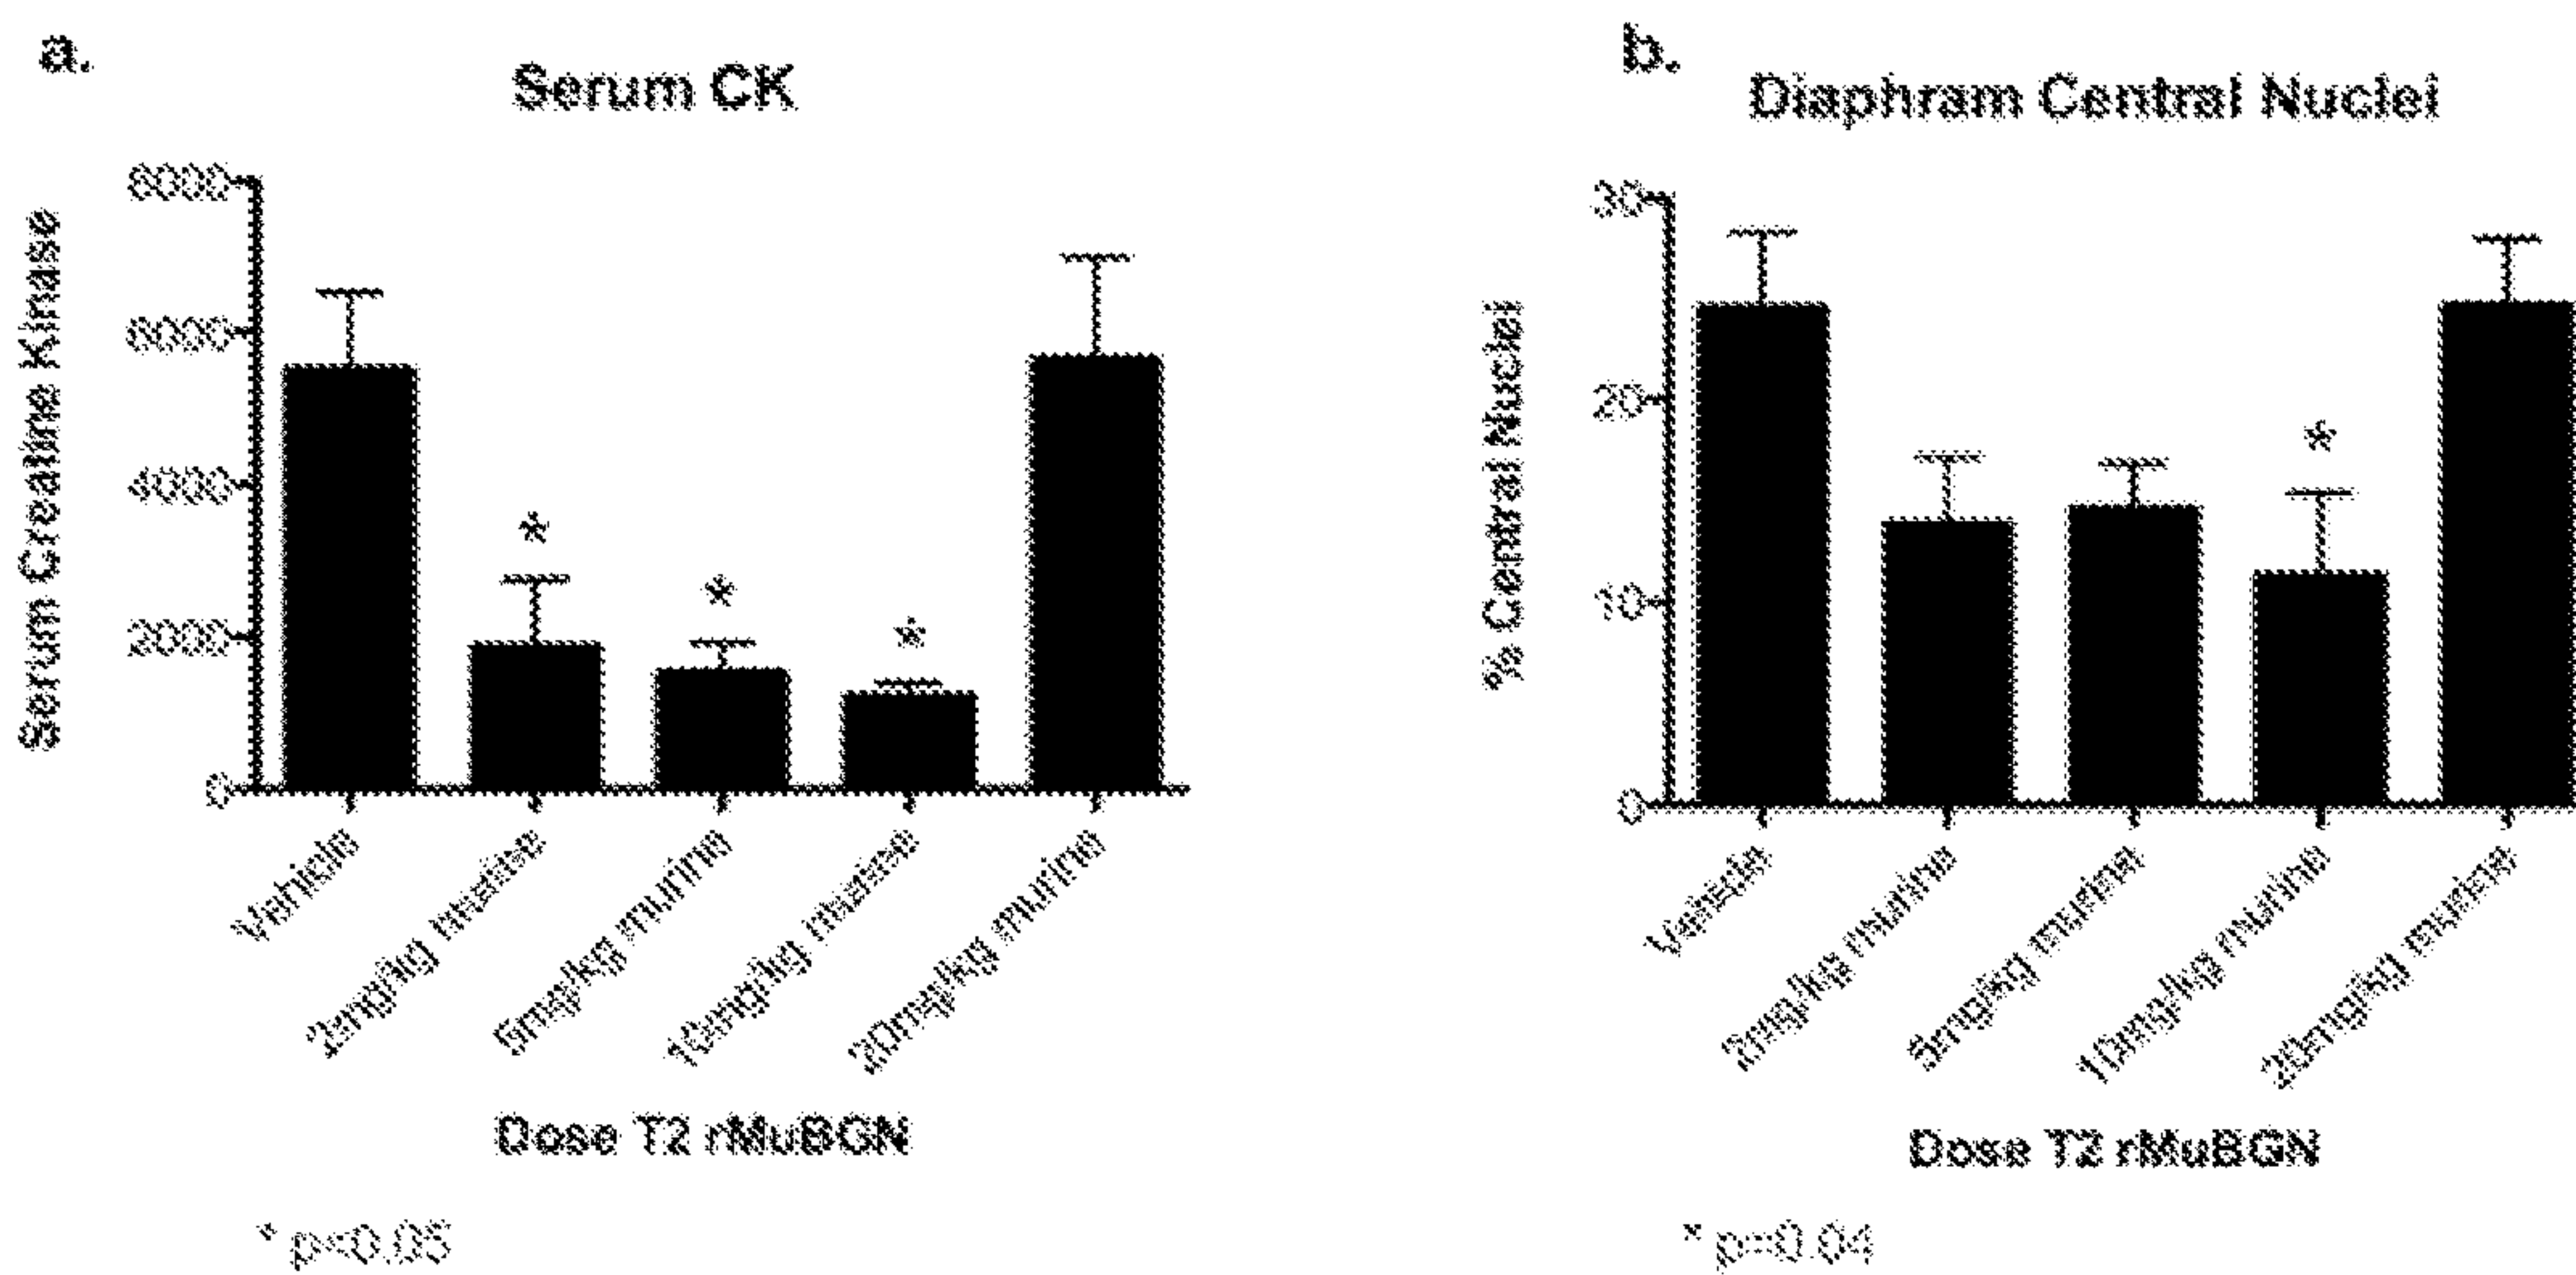 a.
Serum CK
Serum Creatine Kinase
8000
6000
4000
2000
0
Vehicle
2mg/kg murine
5mg/kg murine
10mg/kg murine
20mg/kg murine
Dose T2 rMuBGN
* * *
* p<0.05
b.
Diaphram Central Nuclei
% Central Nuclei
30
20
10
0
Vehicle
2mg/kg murine
5mg/kg murine
10mg/kg murine
20mg/kg murine
Dose T2 rMuBGN
*
* p=0.04